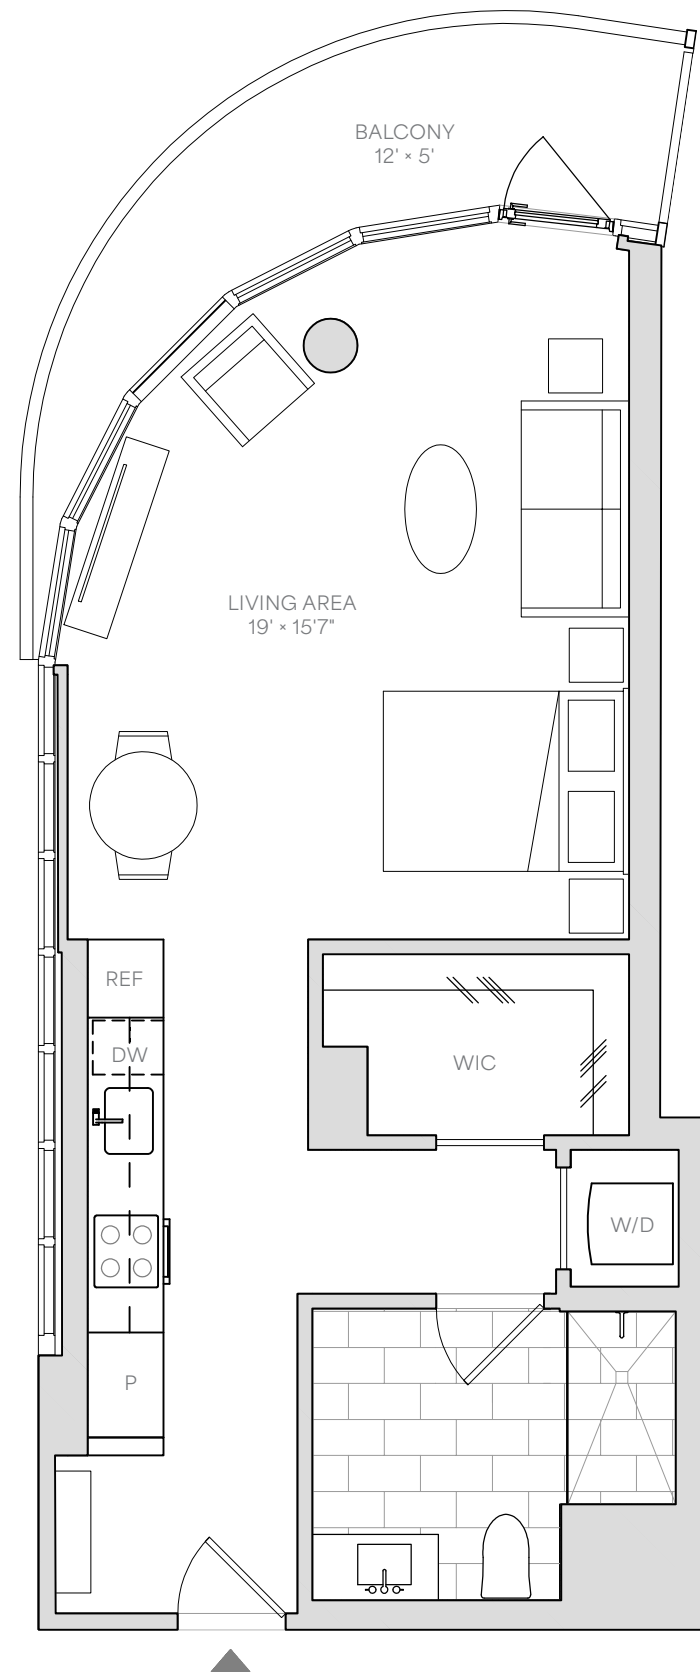 BALCONY
12' × 5'
LIVING AREA
19' × 15'7"
REF
DW
WIC
W/D
P